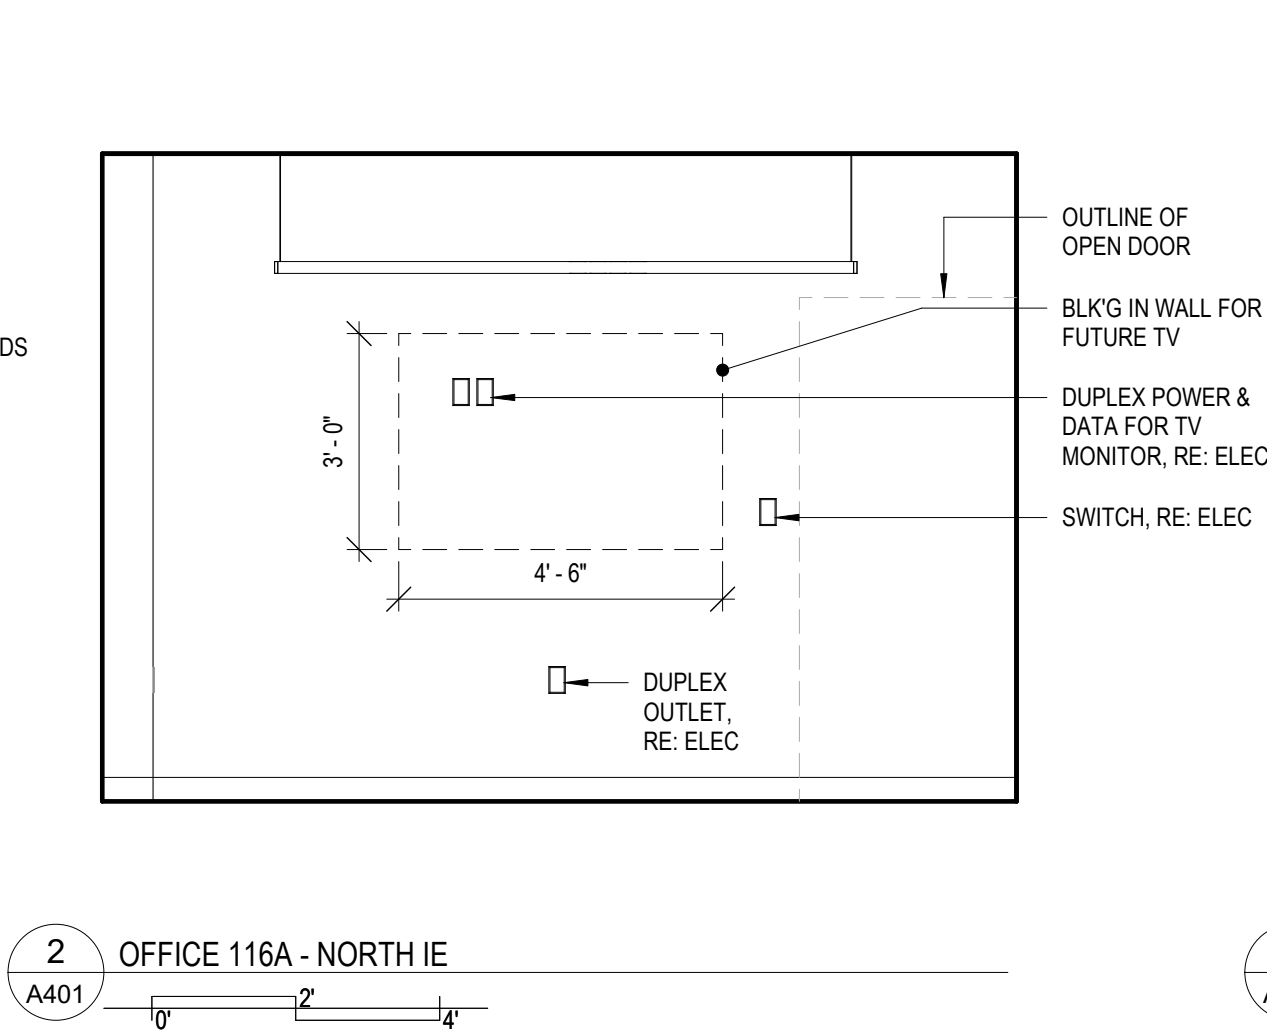 OUTLINE OF
OPEN DOOR
DS
BLK'G IN WALL FOR
FUTURE TV
DUPLEX POWER &
DATA FOR TV
MONITOR, RE: ELEC
3' - 0"
SWITCH, RE: ELEC
4' - 6"
DUPLEX
OUTLET,
RE: ELEC
2
OFFICE 116A - NORTH IE
A401
0'
2'
4'